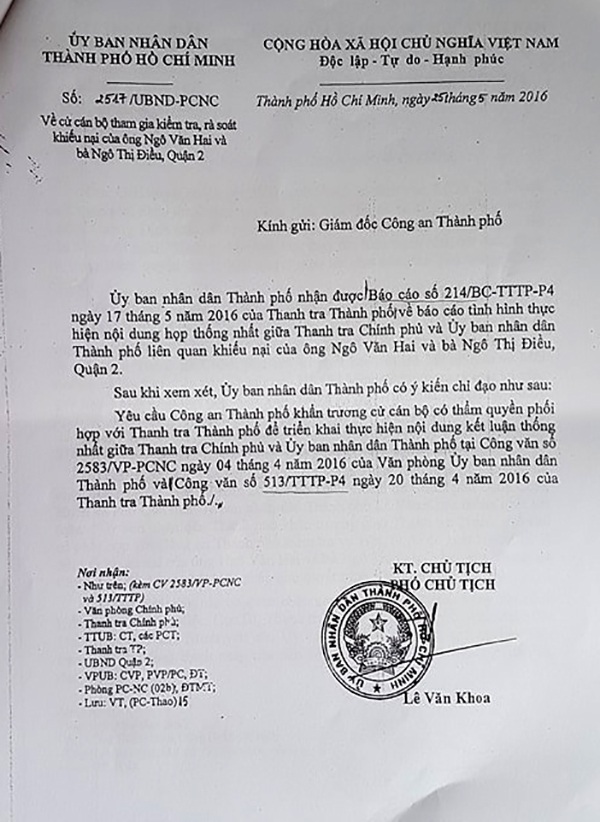 ỦY BAN NHÂN DÂN
THÀNH PHỐ HỒ CHÍ MINH
CỘNG HÒA XÃ HỘI CHỦ NGHĨA VIỆT NAM
Độc lập - Tự do - Hạnh phúc
Số: 2547/UBND-PCNC
Thành phố Hồ Chí Minh, ngày 25 tháng 5 năm 2016
Về cử cán bộ tham gia kiểm tra, rà soát
khiếu nại của ông Ngô Văn Hai và
bà Ngô Thị Điều, Quận 2
Kính gửi: Giám đốc Công an Thành phố
Ủy ban nhân dân Thành phố nhận được Báo cáo số 214/BC-TTTP-P4
ngày 17 tháng 5 năm 2016 của Thanh tra Thành phố về báo cáo tình hình thực
hiện nội dung họp thống nhất giữa Thanh tra Chính phủ và Ủy ban nhân dân
Thành phố liên quan khiếu nại của ông Ngô Văn Hai và bà Ngô Thị Điều,
Quận 2.
Sau khi xem xét, Ủy ban nhân dân Thành phố có ý kiến chỉ đạo như sau:
Yêu cầu Công an Thành phố khẩn trương cử cán bộ có thẩm quyền phối
hợp với Thanh tra Thành phố để triển khai thực hiện nội dung kết luận thống
nhất giữa Thanh tra Chính phủ và Ủy ban nhân dân Thành phố tại Công văn số
2583/VP-PCNC ngày 04 tháng 4 năm 2016 của Văn phòng Ủy ban nhân dân
Thành phố và Công văn số 513/TTTP-P4 ngày 20 tháng 4 năm 2016 của
Thanh tra Thành phố./.
Nơi nhận:
- Như trên; (kèm CV 2583/VP-PCNC
và 513/TTTP)
- Văn phòng Chính phủ;
- Thanh tra Chính phủ;
- TTUB: CT, các PCT;
- Thanh tra TP;
- UBND Quận 2;
- VPUB: CVP, PVP/PC, ĐT;
- Phòng PC-NC (02b), ĐTMT;
- Lưu: VT, (PC-Thao) 15
KT. CHỦ TỊCH
PHÓ CHỦ TỊCH
ỦY BAN NHÂN DÂN THÀNH PHỐ HỒ CHÍ MINH
Lê Văn Khoa